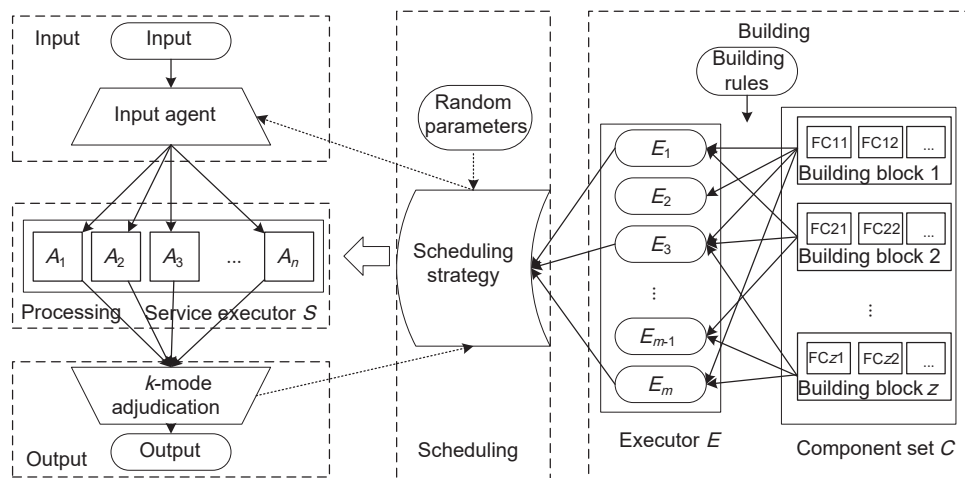 Input
Input
Input agent
A1 A2 A3 ... An
Processing
Service executor S
k-mode
adjudication
Output
Output
Random
parameters
Scheduling
strategy
Scheduling
Building
Building
rules
E1
E2
E3
...
Em-1
Em
Executor E
FC11 FC12 ...
Building block 1
FC21 FC22 ...
Building block 2
...
FCz1 FCz2 ...
Building block z
Component set C